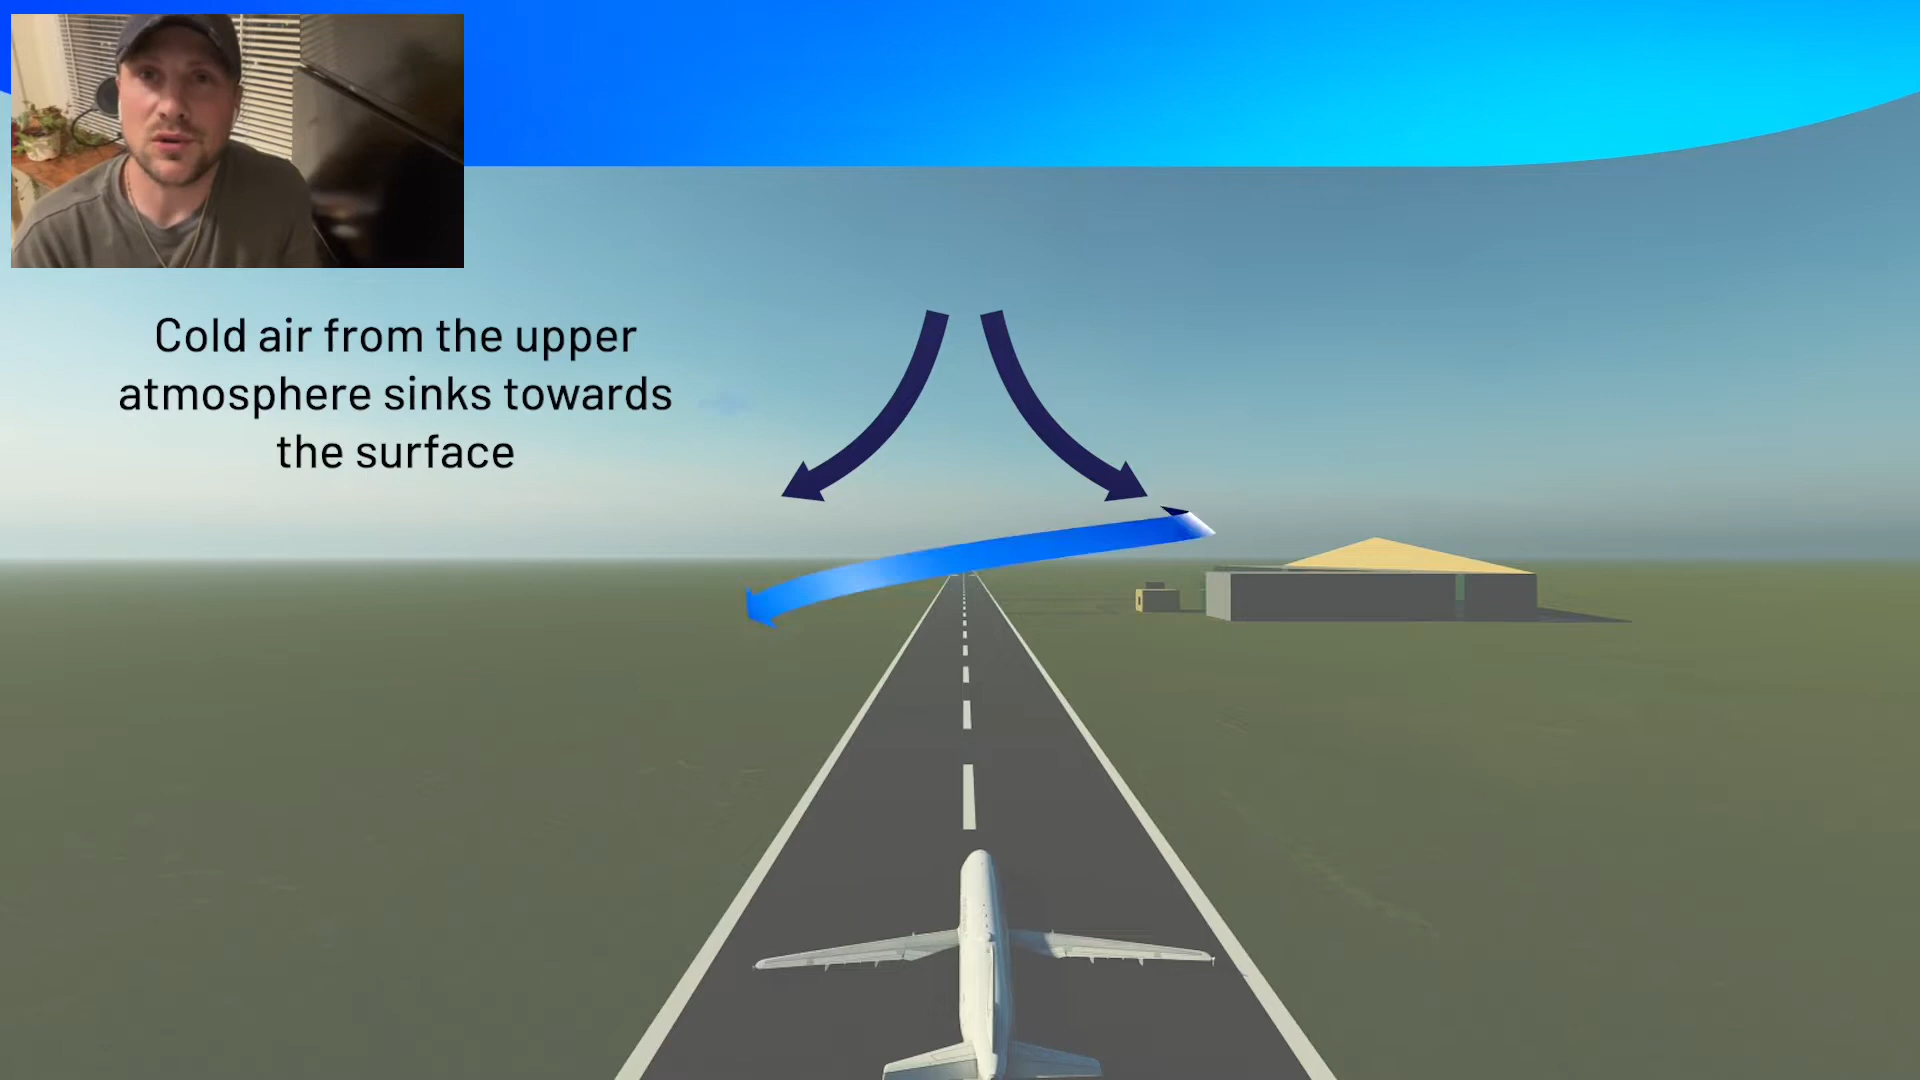 Cold air from the upper
atmosphere sinks towards
the surface